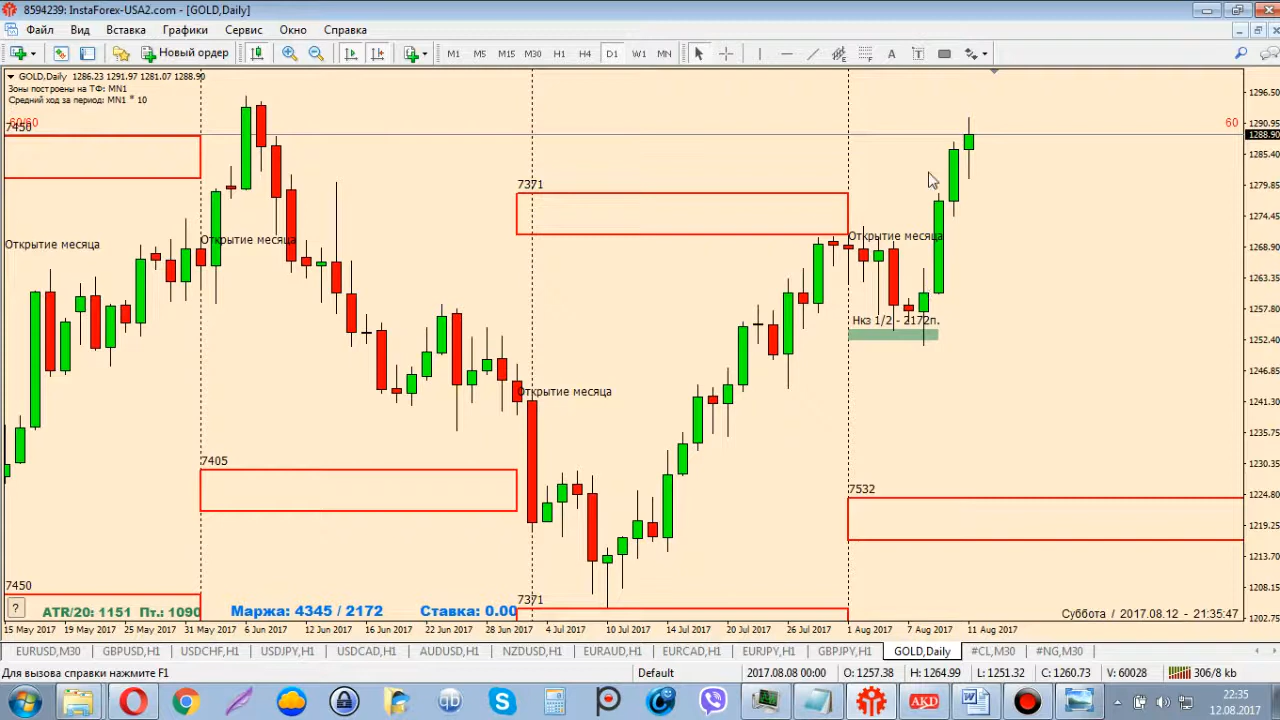 8594239: InstaForex-USA2.com - [GOLD,Daily]
Файл Вид Вставка Графики Сервис Окно Справка
Новый ордер M1 M5 M15 M30 H1 H4 D1 W1 MN A T
GOLD,Daily 1286.23 1291.97 1281.07 1288.90
Зоны построены на ТФ: MN1
Средний ход за период: MN1 * 10
60/60
7450
60
1296.50
1290.95
1288.90
1285.40
1279.85
1274.45
1268.90
1263.35
1257.80
1252.40
1246.85
1241.30
1235.75
1230.35
1224.80
1219.25
1213.70
1208.15
1202.75
7371
Открытие месяца
Открытие месяца
Открытие месяца
Нкз 1/2 - 2172п.
Открытие месяца
7405
7532
7450
7371
? ATR/20: 1151 Пт.: 1090 Маржа: 4345 / 2172 Ставка: 0.00
Суббота / 2017.08.12 - 21:35:47
15 May 2017 19 May 2017 25 May 2017 31 May 2017 6 Jun 2017 12 Jun 2017 16 Jun 2017 22 Jun 2017 28 Jun 2017 4 Jul 2017 10 Jul 2017 14 Jul 2017 20 Jul 2017 26 Jul 2017 1 Aug 2017 7 Aug 2017 11 Aug 2017
EURUSD,M30 GBPUSD,H1 USDCHF,H1 USDJPY,H1 USDCAD,H1 AUDUSD,H1 NZDUSD,H1 EURAUD,H1 EURCAD,H1 EURJPY,H1 GBPJPY,H1 GOLD,Daily #CL,M30 #NG,M30
Для вызова справки нажмите F1 Default 2017.08.08 00:00 O: 1257.38 H: 1264.99 L: 1251.32 C: 1260.73 V: 60028 306/8 kb
AKD
22:35
12.08.2017